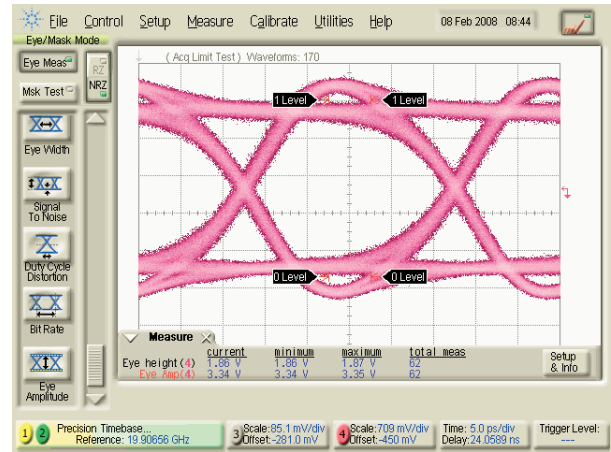 File Control Setup Measure Calibrate Utilities Help 08 Feb 2008 08:44
Eye/Mask Mode
Eye Meas
RZ
NRZ
Msk Test
( Acq Limit Test ) Waveforms: 170
1 Level 1 Level
Eye Width
Signal
To Noise
Duty Cycle
Distortion
0 Level 0 Level
Bit Rate
Eye
Amplitude
Measure
current minimum maximum total meas
Eye height(4) 1.86 V 1.86 V 1.87 V 62
Eye Amp(4) 3.34 V 3.34 V 3.35 V 62
Setup
& Info
1 2 Precision Timebase...
Reference: 19.90656 GHz
3 Scale:85.1 mV/div
Offset:-281.0 mV
4 Scale:709 mV/div
Offset:-450 mV
Time: 5.0 ps/div
Delay:24.0589 ns
Trigger Level:
---